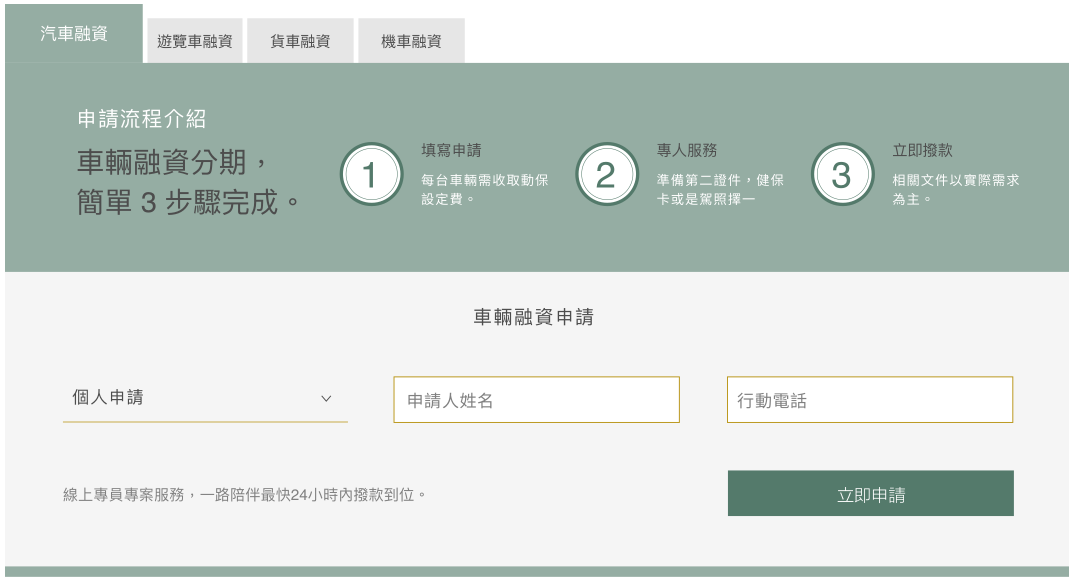 汽車融資
遊覽車融資
貨車融資
機車融資
申請流程介紹
車輛融資分期，
簡單 3 步驟完成。
1
填寫申請
每台車輛需收取動保
設定費。
2
專人服務
準備第二證件，健保
卡或是駕照擇一
3
立即撥款
相關文件以實際需求
為主。
車輛融資申請
個人申請
申請人姓名
行動電話
線上專員專案服務，一路陪伴最快24小時內撥款到位。
立即申請